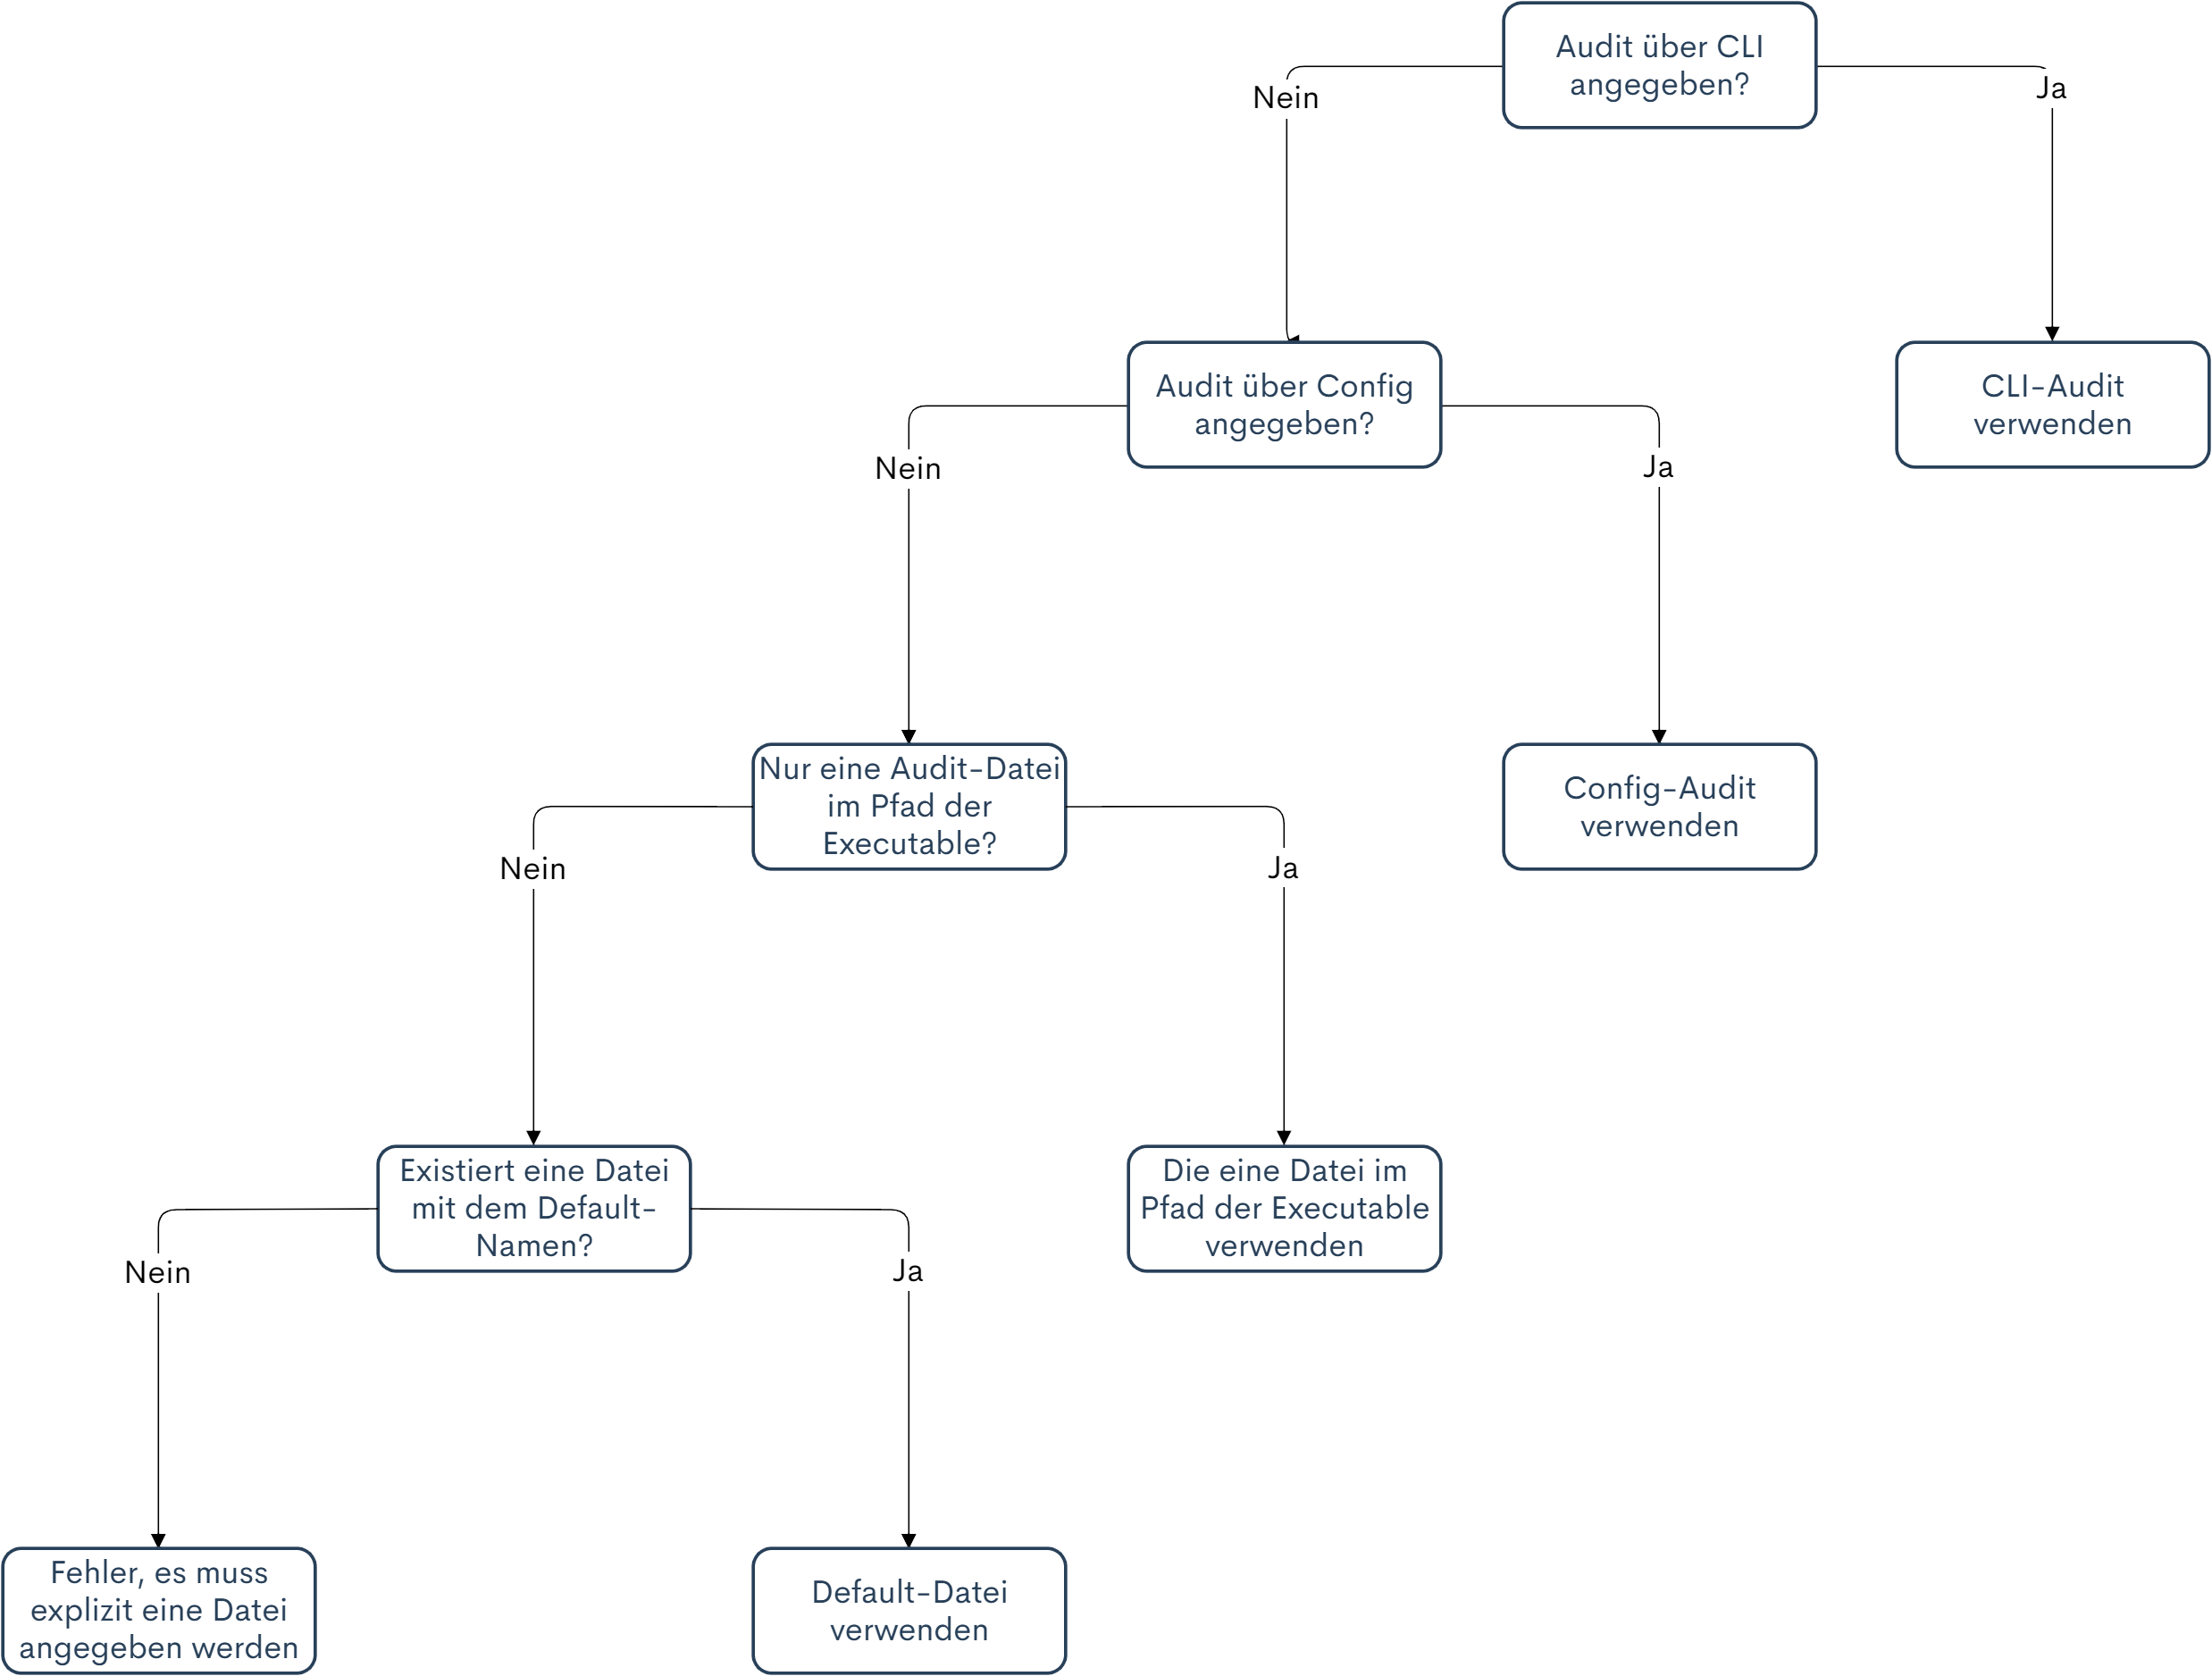 Audit über CLI
angegeben?
Nein
Ja
Audit über Config
angegeben?
CLI-Audit
verwenden
Nein
Ja
Nur eine Audit-Datei
im Pfad der
Executable?
Config-Audit
verwenden
Nein
Ja
Existiert eine Datei
mit dem Default-
Namen?
Die eine Datei im
Pfad der Executable
verwenden
Nein
Ja
Fehler, es muss
explizit eine Datei
angegeben werden
Default-Datei
verwenden